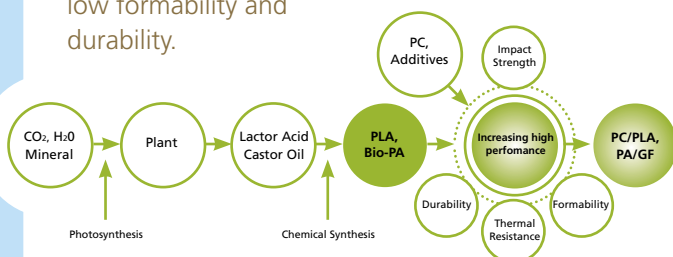 low formability and
durability.
PC,
Additives
Impact
Strength
CO2, H20
Mineral
Plant
Lactor Acid
Castor Oil
PLA,
Bio-PA
Increasing high
perfomance
PC/PLA,
PA/GF
Durability
Thermal
Resistance
Formability
Photosynthesis
Chemical Synthesis